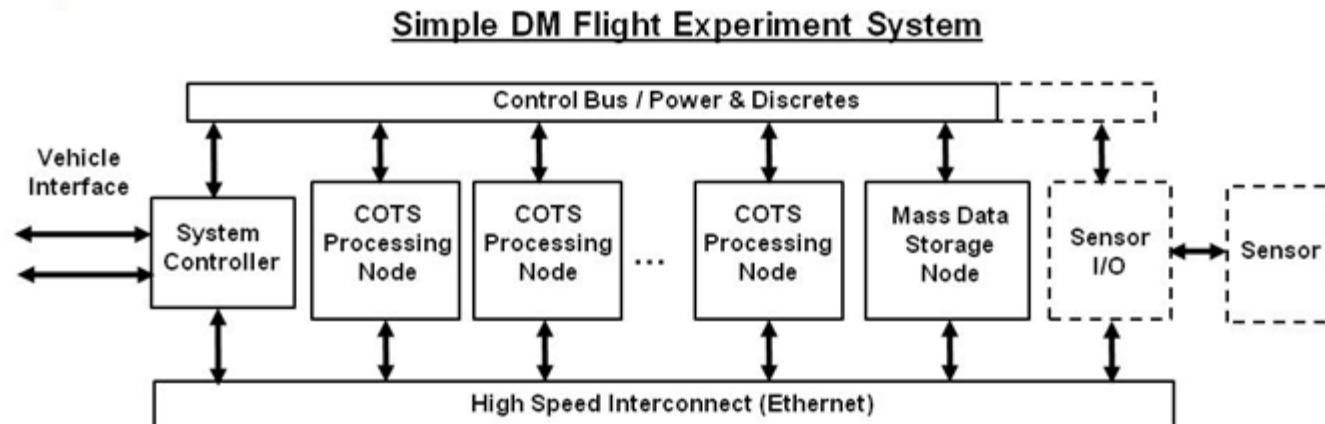 Simple DM Flight Experiment System
Control Bus / Power & Discretes
Vehicle
Interface
System
Controller
COTS
Processing
Node
COTS
Processing
Node
...
COTS
Processing
Node
Mass Data
Storage
Node
Sensor
I/O
Sensor
High Speed Interconnect (Ethernet)